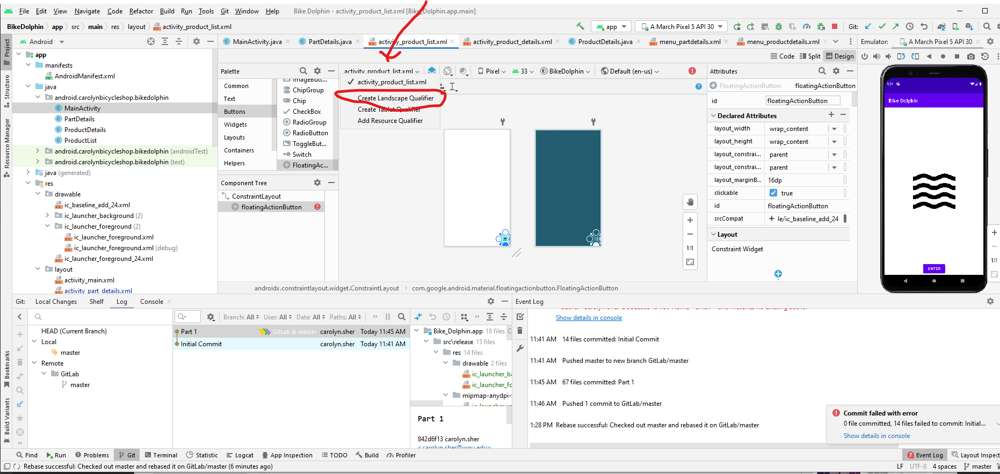 File Edit View Navigate Code Refactor Build Run Tools Git Window Help Bike Dolphin - activity_product_list.xml [Bike_Dolphin.app.main]
BikeDolphin app src main res layout activity_product_list.xml
app A March Pixel 5 API 30 Git:
Project
Structure
Resource Manager
Bookmarks
Build Variants
Android
MainActivity.java PartDetails.java activity_product_list.xml activity_product_details.xml ProductDetails.java menu_partdetails.xml menu_productdetails.xml
Emulator: A March Pixel 5 API 30
Code Split Design
app
manifests
AndroidManifest.xml
java
android.carolynbicycleshop.bikedolphin
MainActivity
PartDetails
ProductDetails
ProductList
android.carolynbicycleshop.bikedolphin (androidTest)
android.carolynbicycleshop.bikedolphin (test)
java (generated)
res
drawable
ic_baseline_add_24.xml
ic_launcher_background (2)
ic_launcher_foreground (2)
ic_launcher_foreground.xml
ic_launcher_foreground.xml (debug)
ic_launcher_foreground_24.xml
layout
activity_main.xml
activity_part_details.xml
Palette
Common
Text
Buttons
Widgets
Layouts
Containers
Helpers
ImageButt...
ChipGroup
Chip
CheckBox
RadioGroup
RadioButton
ToggleBut...
Switch
FloatingAc...
Component Tree
ConstraintLayout
floatingActionButton
activity_product_list.xml Pixel 33 BikeDolphin Default (en-us)
activity_product_list.xml
Create Landscape Qualifier
Create Tablet Qualifier
Add Resource Qualifier
1:1
androidx.constraintlayout.widget.ConstraintLayout com.google.android.material.floatingactionbutton.FloatingActionButton
Attributes
FloatingActionButton floatingActionButton
id floatingActionButton
Declared Attributes
layout_width wrap_content
layout_height wrap_content
layout_constrai... parent
layout_constrai... parent
layout_marginB... 16dp
clickable true
id floatingActionButton
srcCompat le/ic_baseline_add_24
Layout
Constraint Widget
Bike Dolphin
ENTER
1:1
Git: Local Changes Shelf Log Console
HEAD (Current Branch)
Local
master
Remote
GitLab
master
Branch: All User: All Date: All Paths: All
Part 1 GitLab & master carolyn.sher Today 11:45 AM
Initial Commit carolyn.sher Today 11:41 AM
Bike_Dolphin.app 18 files
src\release 15 files
res 14 files
drawable 2 files
ic_launcher_ba
ic_launcher_fo
mipmap-anydpi-
Part 1
842d6f13 carolyn.sher
<carolyn.sher@wgu.edu>
Event Log
Show details in console
11:41 AM 14 files committed: Initial Commit
11:41 AM Pushed master to new branch GitLab/master
11:45 AM 67 files committed: Part 1
11:46 AM Pushed 1 commit to GitLab/master
1:28 PM Rebase successful: Checked out master and rebased it on GitLab/master
Commit failed with error
0 file committed, 14 files failed to commit: Initial...
Show details in console
Find Run Problems Git Terminal Statistic Logcat App Inspection TODO Build Profiler 7 Event Log Layout Inspect
Rebase successful: Checked out master and rebased it on GitLab/master (6 minutes ago) LF UTF-8 4 spaces master